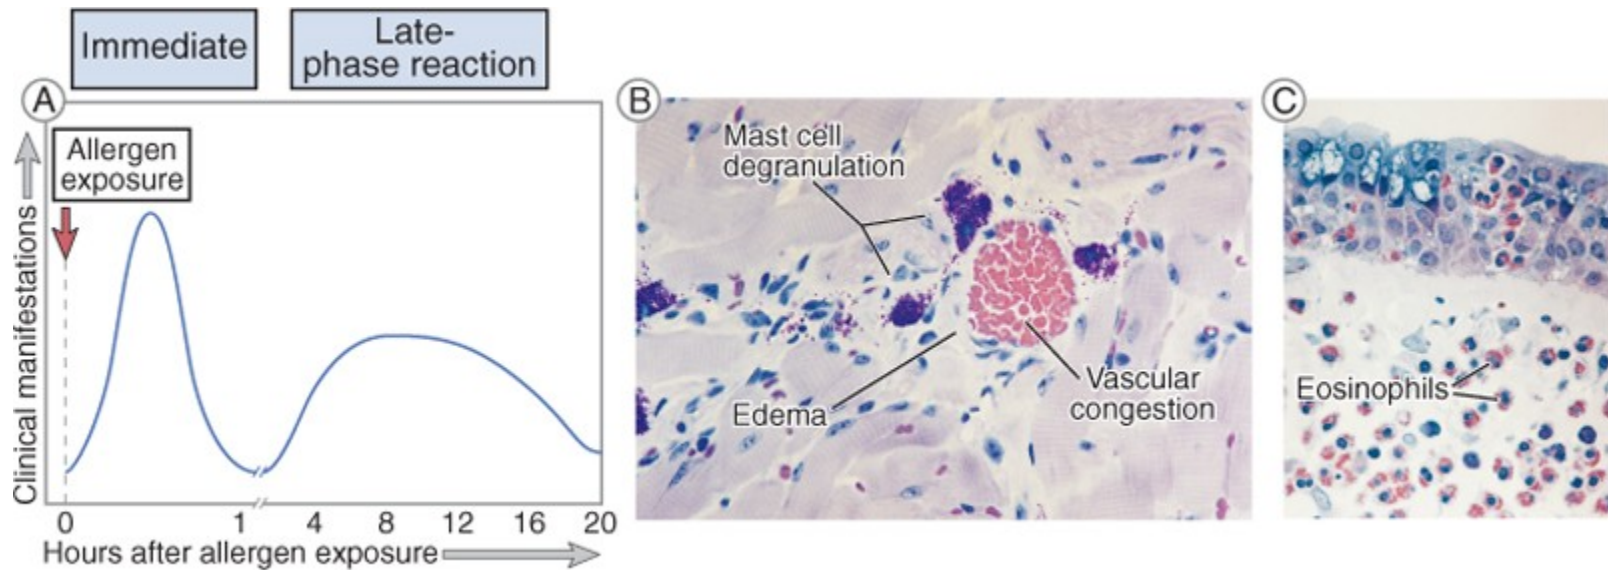 Immediate
Late-
phase reaction
A
Allergen
exposure
Clinical manifestations
0 1 4 8 12 16 20
Hours after allergen exposure
B
Mast cell
degranulation
Edema
Vascular
congestion
C
Eosinophils